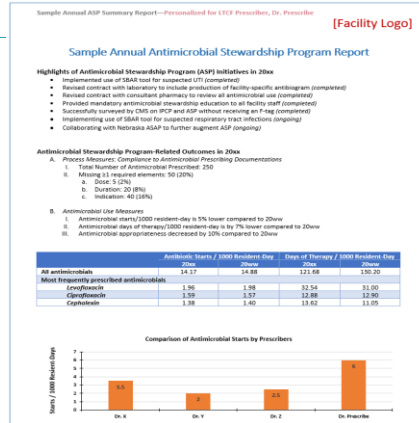 Sample Annual ASP Summary Report—Personalized for LTCF Prescriber, Dr. Prescribe
[Facility Logo]
Sample Annual Antimicrobial Stewardship Program Report
Highlights of Antimicrobial Stewardship Program (ASP) Initiatives in 20xx
• Implemented use of SBAR tool for suspected UTI (completed)
• Revised contract with laboratory to include production of facility-specific antibiogram (completed)
• Revised contract with consultant pharmacy to review all antimicrobial use (completed)
• Provided mandatory antimicrobial stewardship education to all facility staff (completed)
• Successfully surveyed by CMS on IPCP and ASP without receiving an F-tag (completed)
• Implementing use of SBAR tool for suspected respiratory tract infections (ongoing)
• Collaborating with Nebraska ASAP to further augment ASP (ongoing)
Antimicrobial Stewardship Program-Related Outcomes in 20xx
A. Process Measures: Compliance to Antimicrobial Prescribing Documentations
I. Total Number of Antimicrobial Prescribed: 250
II. Missing ≥1 required elements: 50 (20%)
a. Dose: 5 (2%)
b. Duration: 20 (8%)
c. Indication: 40 (16%)
B. Antimicrobial Use Measures
I. Antimicrobial starts/1000 resident-day is 5% lower compared to 20ww
II. Antimicrobial days of therapy/1000 resident-day is by 7% lower compared to 20ww
III. Antimicrobial appropriateness decreased by 10% compared to 20ww
Antibiotic Starts / 1000 Resident-Day Days of Therapy / 1000 Resident-Day
20xx 20ww 20xx 20ww
All antimicrobials 14.17 14.88 121.68 130.20
Most frequently prescribed antimicrobials
Levofloxacin 1.96 1.98 32.54 31.00
Ciprofloxacin 1.59 1.57 12.88 12.90
Cephalexin 1.38 1.40 13.62 11.05
Comparison of Antimicrobial Starts by Prescribers
Starts / 1000 Resient-Days
7
6
5
4
3
2
1
0
3.5
2
2.5
6
Dr. X Dr. Y Dr. Z Dr. Prescribe